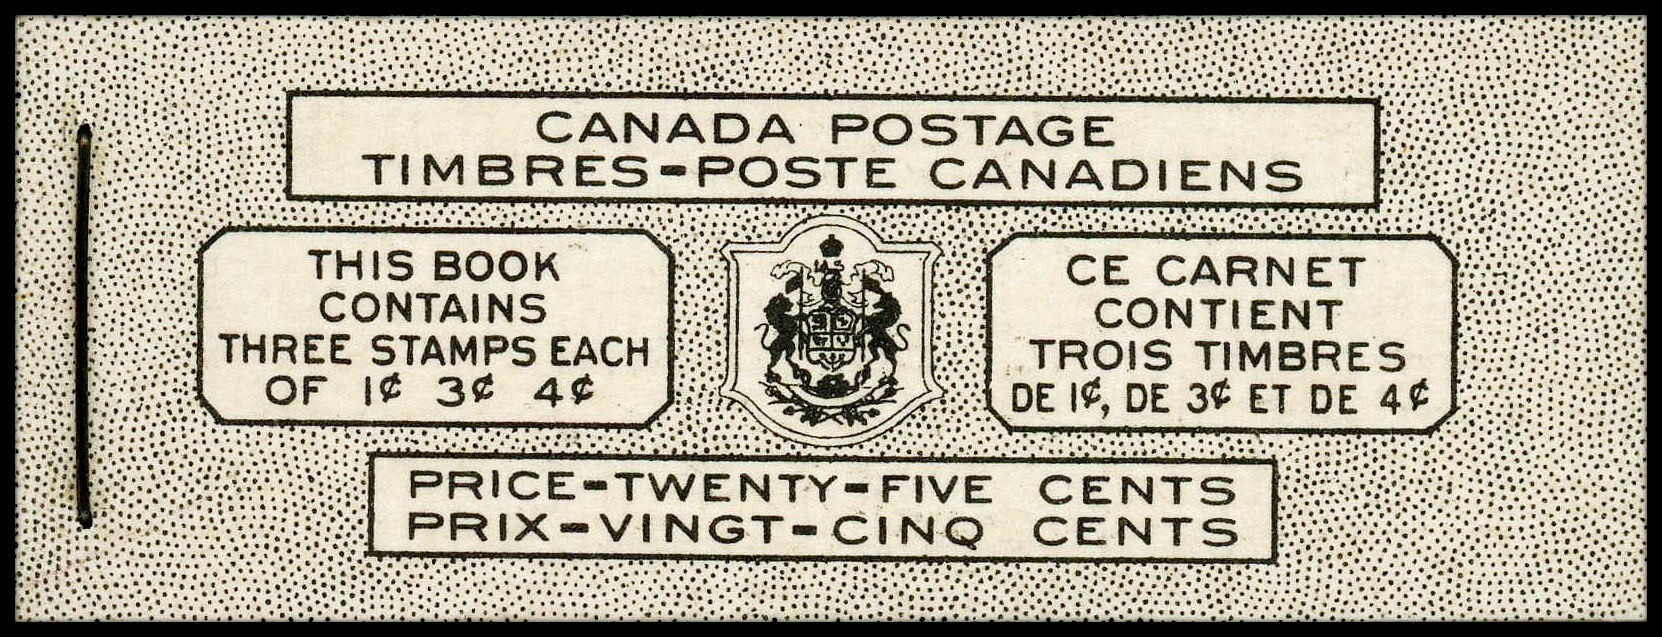 CANADA POSTAGE
TIMBRES-POSTE CANADIENS
THIS BOOK
CONTAINS
THREE STAMPS EACH
OF 1¢ 3¢ 4¢
CE CARNET
CONTIENT
TROIS TIMBRES
DE 1¢, DE 3¢ ET DE 4¢
PRICE-TWENTY-FIVE CENTS
PRIX-VINGT-CINQ CENTS